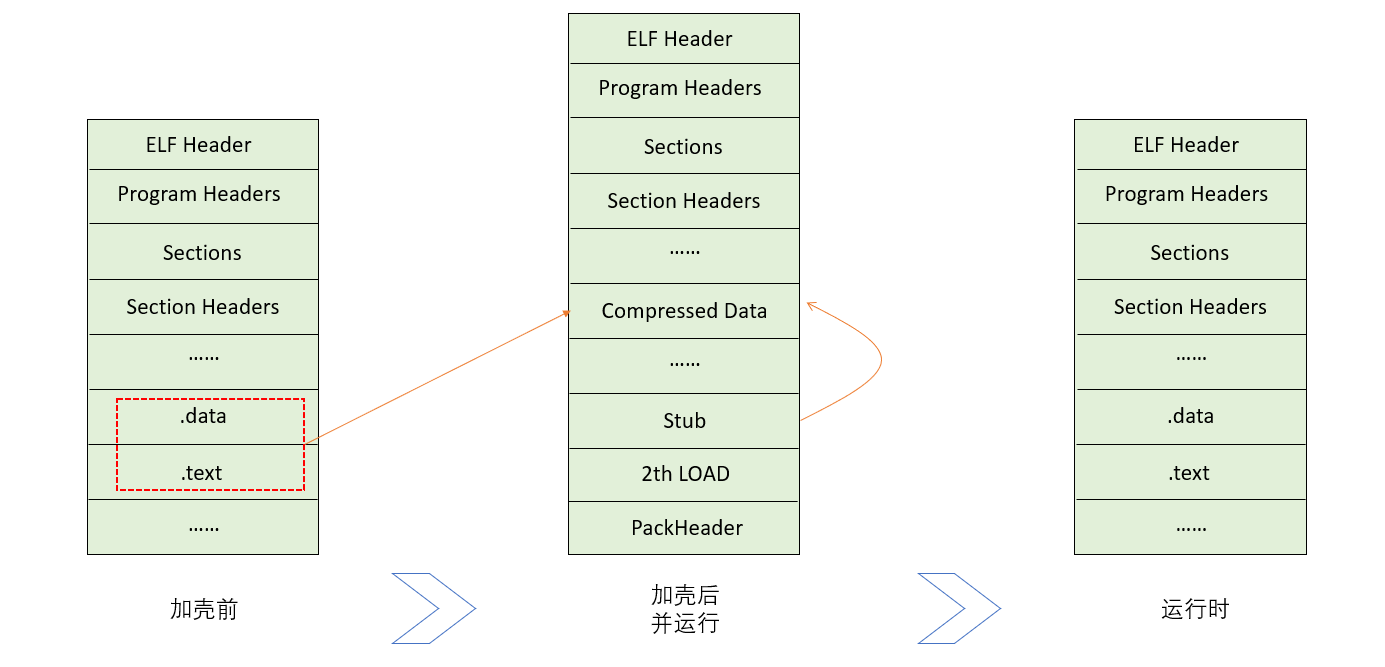 ELF Header
Program Headers
Sections
Section Headers
……
.data
.text
……
加壳前
ELF Header
Program Headers
Sections
Section Headers
……
Compressed Data
……
Stub
2th LOAD
PackHeader
加壳后
并运行
ELF Header
Program Headers
Sections
Section Headers
……
.data
.text
……
运行时